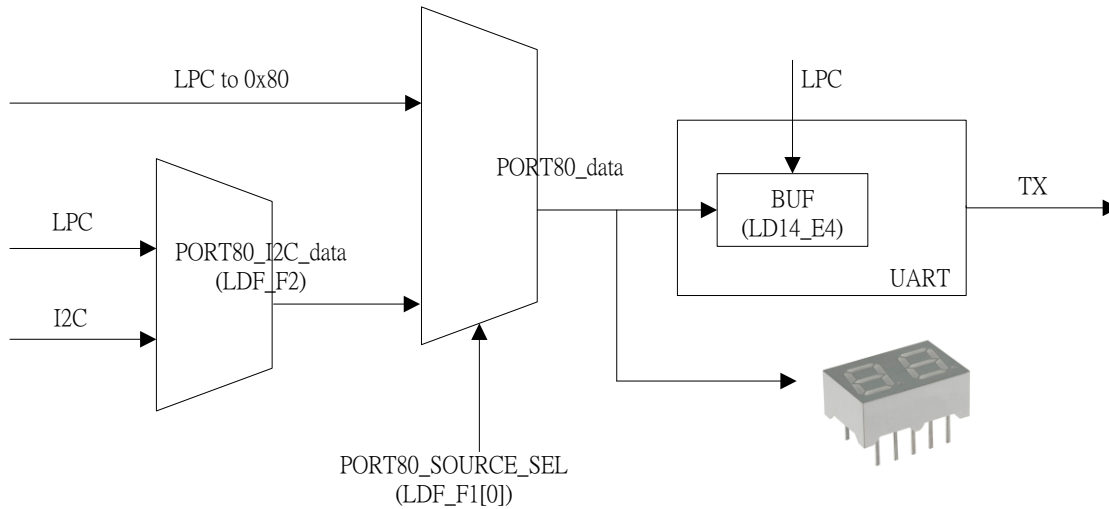 LPC to 0x80
LPC
PORT80_data
BUF
(LD14_E4)
TX
LPC
PORT80_I2C_data
(LDF_F2)
UART
I2C
PORT80_SOURCE_SEL
(LDF_F1[0])